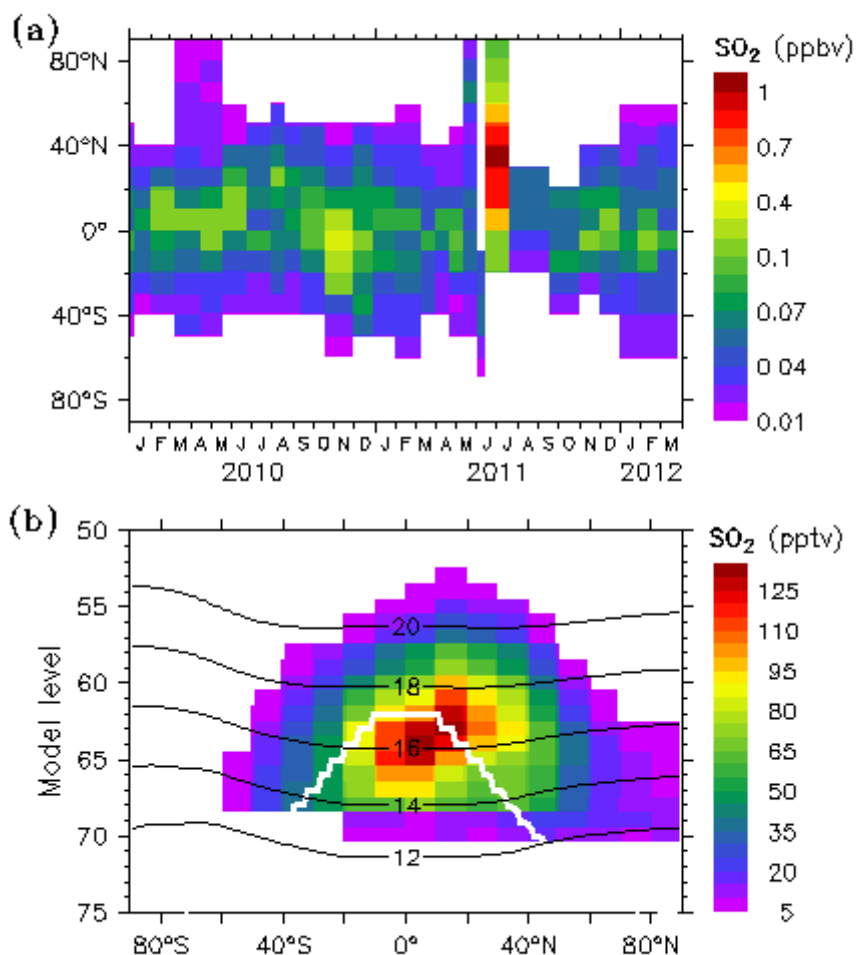 (a)
SO2 (ppbv)
80°N
40°N
0°
40°S
80°S
1
0.7
0.4
0.1
0.07
0 04
0.01
J F M A M J J A S O N D J F M A M J J A S O N D J F M
2010 2011 2012
(b)
SO2 (pptv)
50
55
60
65
70
75
Model level
20
18
16
14
12
125
110
95
80
65
50
35
20
5
80°S 40°S 0° 40°N 80°N